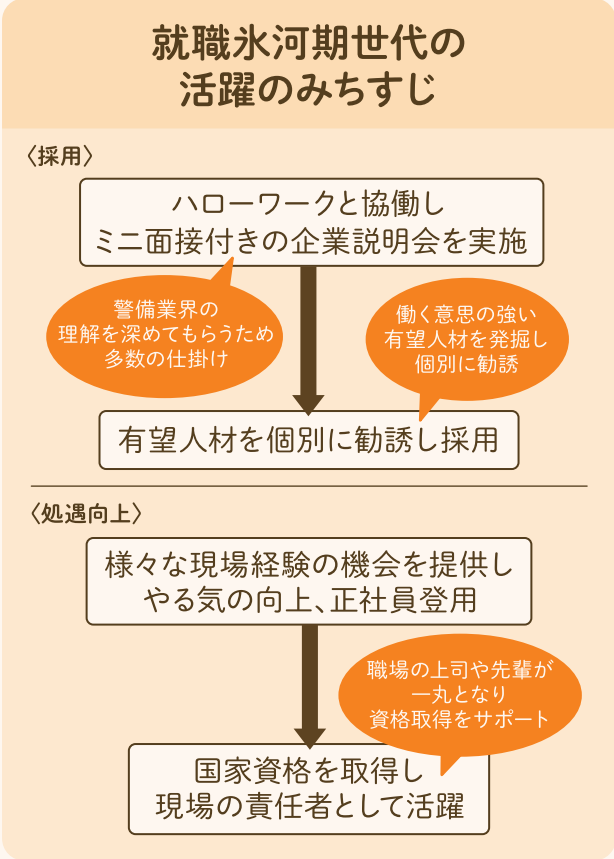 就職氷河期世代の
活躍のみちすじ
〈採用〉
ハローワークと協働し
ミニ面接付きの企業説明会を実施
警備業界の
理解を深めてもらうため
多数の仕掛け
働く意思の強い
有望人材を発掘し
個別に勧誘
有望人材を個別に勧誘し採用
〈処遇向上〉
様々な現場経験の機会を提供し
やる気の向上、正社員登用
職場の上司や先輩が
一丸となり
資格取得をサポート
国家資格を取得し
現場の責任者として活躍